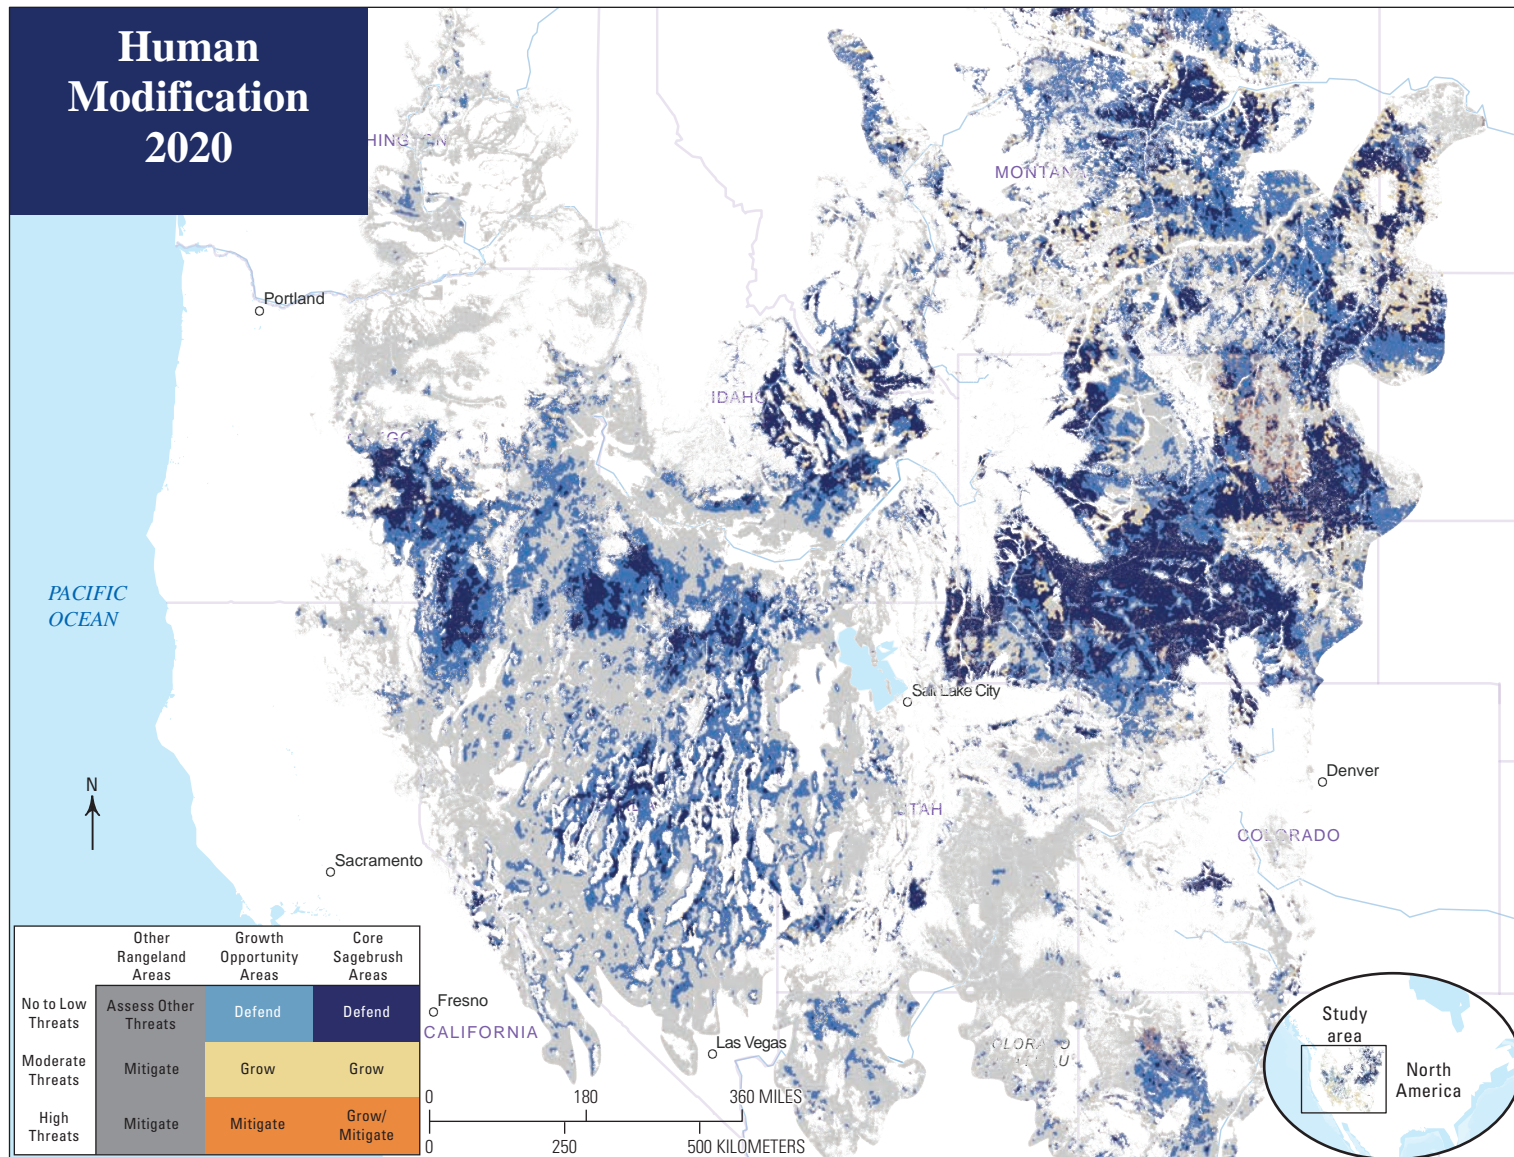 Human
Modification
2020
HINGTON
MONTANA
Portland
IDAHO
PACIFIC
OCEAN
Salt Lake City
Denver
UTAH
COLORADO
Sacramento
N
Fresno
CALIFORNIA
Las Vegas
Other
Rangeland
Areas
Growth
Opportunity
Areas
Core
Sagebrush
Areas
No to Low
Threats
Assess Other
Threats
Defend
Defend
Moderate
Threats
Mitigate
Grow
Grow
High
Threats
Mitigate
Mitigate
Grow/
Mitigate
0 180 360 MILES
0 250 500 KILOMETERS
Study
area
North
America